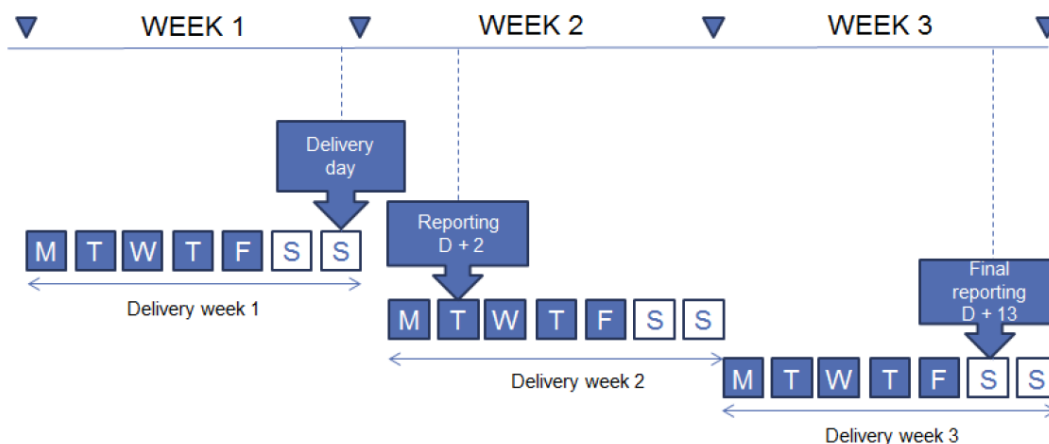 WEEK 1 WEEK 2 WEEK 3
Delivery
day
Reporting
D + 2
M T W T F S S
Final
reporting
D + 13
Delivery week 1
M T W T F S S
Delivery week 2
M T W T F S S
Delivery week 3